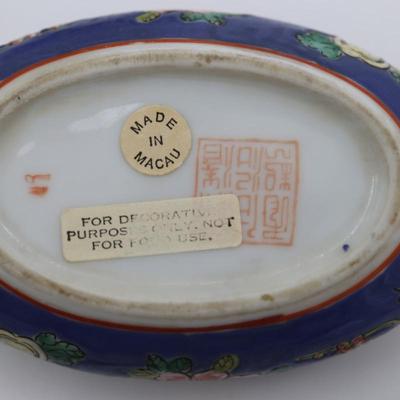 MADE
IN
MACAU
FOR DECORATIVE
PURPOSES ONLY. NOT
FOR FOOD USE.